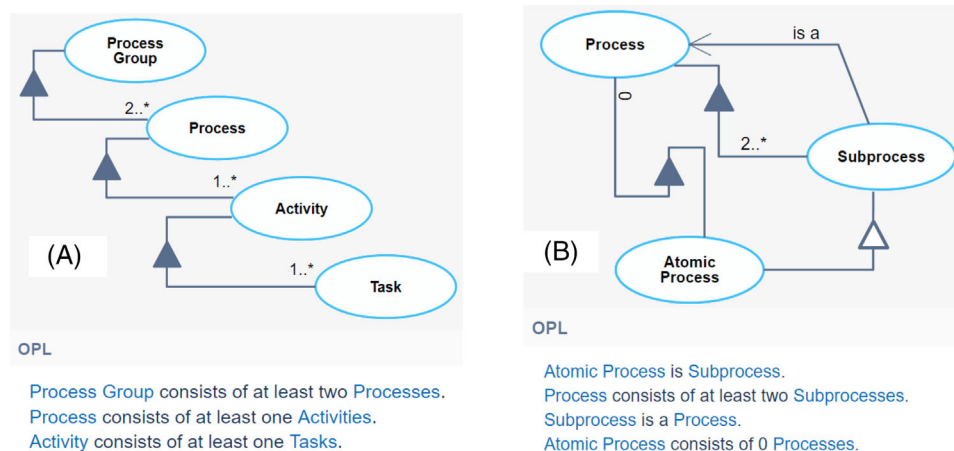 Process
Group
2..*
Process
1..*
Activity
(A)
1..*
Task
OPL
Process Group consists of at least two Processes.
Process consists of at least one Activities.
Activity consists of at least one Tasks.
Process
is a
0
2..*
Subprocess
(B)
Atomic
Process
OPL
Atomic Process is Subprocess.
Process consists of at least two Subprocesses.
Subprocess is a Process.
Atomic Process consists of 0 Processes.